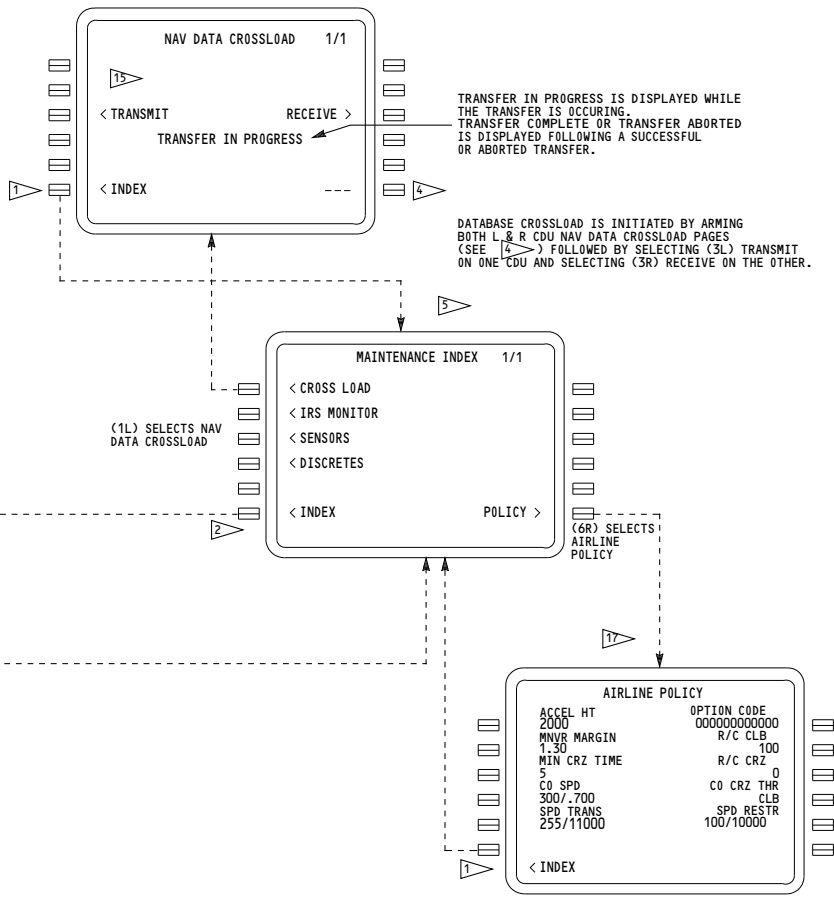 NAV DATA CROSSLOAD 1/1
15
< TRANSMIT RECEIVE >
TRANSFER IN PROGRESS
1
< INDEX ---
4
TRANSFER IN PROGRESS IS DISPLAYED WHILE
THE TRANSFER IS OCCURING.
TRANSFER COMPLETE OR TRANSFER ABORTED
IS DISPLAYED FOLLOWING A SUCCESSFUL
OR ABORTED TRANSFER.
DATABASE CROSSLOAD IS INITIATED BY ARMING
BOTH L & R CDU NAV DATA CROSSLOAD PAGES
(SEE 4 ) FOLLOWED BY SELECTING (3L) TRANSMIT
ON ONE CDU AND SELECTING (3R) RECEIVE ON THE OTHER.
5
MAINTENANCE INDEX 1/1
< CROSS LOAD
< IRS MONITOR
(1L) SELECTS NAV
DATA CROSSLOAD
< SENSORS
< DISCRETES
2
< INDEX POLICY >
(6R) SELECTS
AIRLINE
POLICY
17
AIRLINE POLICY
ACCEL HT OPTION CODE
2000 000000000000
MNVR MARGIN R/C CLB
1.30 100
MIN CRZ TIME R/C CRZ
5 0
CO SPD CO CRZ THR
300/.700 CLB
SPD TRANS SPD RESTR
255/11000 100/10000
1
< INDEX